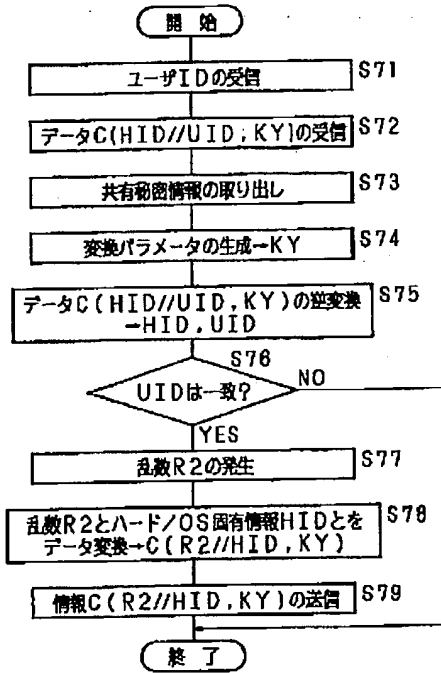 開始
ユーザIDの受信 S71
データC(HID//UID,KY)の受信 S72
共有秘密情報の取り出し S73
変換パラメータの生成→KY S74
データC(HID//UID,KY)の逆変換 S75
→HID,UID
S76
UIDは一致? NO
YES
乱数R2の発生 S77
乱数R2とハード/OS固有情報HIDとを S78
データ変換→C(R2//HID,KY)
情報C(R2//HID,KY)の送信 S79
終了